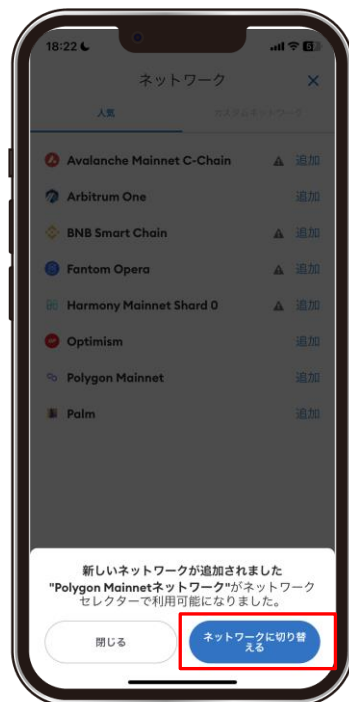 18:22
ネットワーク
人気
カスタムネットワーク
Avalanche Mainnet C-Chain 追加
Arbitrum One 追加
BNB Smart Chain 追加
Fantom Opera 追加
Harmony Mainnet Shard 0 追加
Optimism 追加
Polygon Mainnet 追加
Palm 追加
新しいネットワークが追加されました
"Polygon Mainnetネットワーク"がネットワーク
セレクターで利用可能になりました。
閉じる
ネットワークに切り替
える